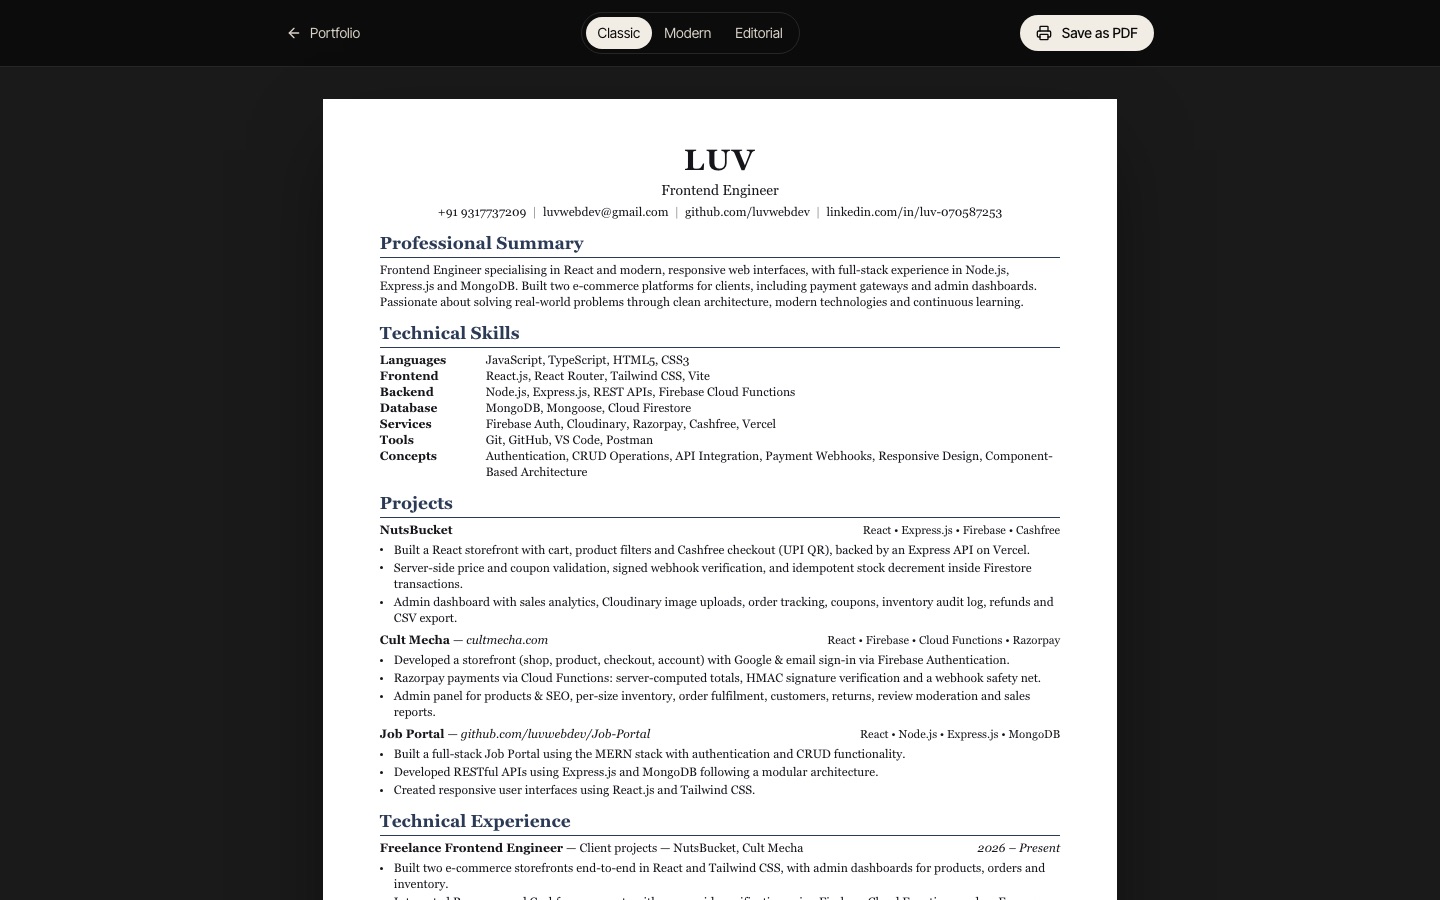 Portfolio
Classic
Modern
Editorial
Save as PDF
LUV
Frontend Engineer
+91 9317737209 | luvwebdev@gmail.com | github.com/luvwebdev | linkedin.com/in/luv-070587253
Professional Summary
Frontend Engineer specialising in React and modern, responsive web interfaces, with full-stack experience in Node.js,
Express.js and MongoDB. Built two e-commerce platforms for clients, including payment gateways and admin dashboards.
Passionate about solving real-world problems through clean architecture, modern technologies and continuous learning.
Technical Skills
Languages JavaScript, TypeScript, HTML5, CSS3
Frontend React.js, React Router, Tailwind CSS, Vite
Backend Node.js, Express.js, REST APIs, Firebase Cloud Functions
Database MongoDB, Mongoose, Cloud Firestore
Services Firebase Auth, Cloudinary, Razorpay, Cashfree, Vercel
Tools Git, GitHub, VS Code, Postman
Concepts Authentication, CRUD Operations, API Integration, Payment Webhooks, Responsive Design, Component-
Based Architecture
Projects
NutsBucket React • Express.js • Firebase • Cashfree
• Built a React storefront with cart, product filters and Cashfree checkout (UPI QR), backed by an Express API on Vercel.
• Server-side price and coupon validation, signed webhook verification, and idempotent stock decrement inside Firestore
transactions.
• Admin dashboard with sales analytics, Cloudinary image uploads, order tracking, coupons, inventory audit log, refunds and
CSV export.
Cult Mecha — cultmecha.com React • Firebase • Cloud Functions • Razorpay
• Developed a storefront (shop, product, checkout, account) with Google & email sign-in via Firebase Authentication.
• Razorpay payments via Cloud Functions: server-computed totals, HMAC signature verification and a webhook safety net.
• Admin panel for products & SEO, per-size inventory, order fulfilment, customers, returns, review moderation and sales
reports.
Job Portal — github.com/luvwebdev/Job-Portal React • Node.js • Express.js • MongoDB
• Built a full-stack Job Portal using the MERN stack with authentication and CRUD functionality.
• Developed RESTful APIs using Express.js and MongoDB following a modular architecture.
• Created responsive user interfaces using React.js and Tailwind CSS.
Technical Experience
Freelance Frontend Engineer — Client projects — NutsBucket, Cult Mecha 2026 – Present
• Built two e-commerce storefronts end-to-end in React and Tailwind CSS, with admin dashboards for products, orders and
inventory.